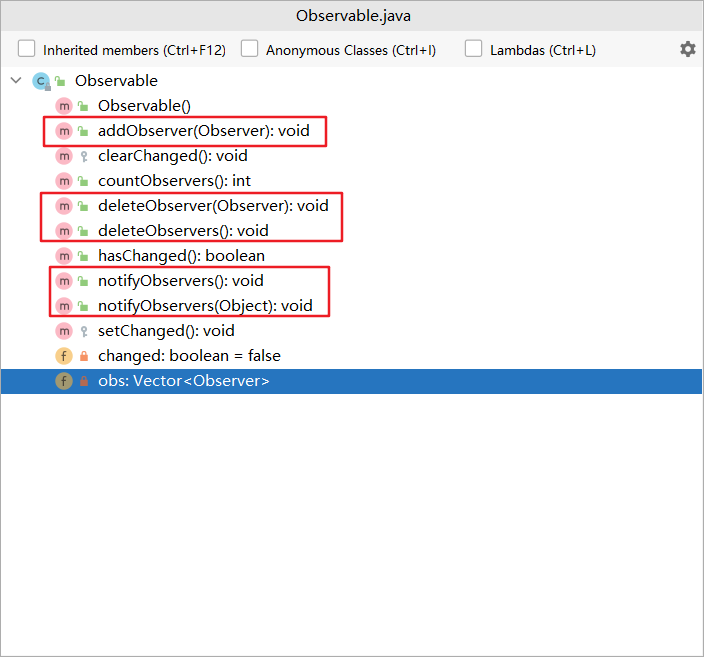 Observable.java
Inherited members (Ctrl+F12) Anonymous Classes (Ctrl+I) Lambdas (Ctrl+L)
C Observable
m Observable()
m addObserver(Observer): void
m clearChanged(): void
m countObservers(): int
m deleteObserver(Observer): void
m deleteObservers(): void
m hasChanged(): boolean
m notifyObservers(): void
m notifyObservers(Object): void
m setChanged(): void
f changed: boolean = false
f obs: Vector<Observer>